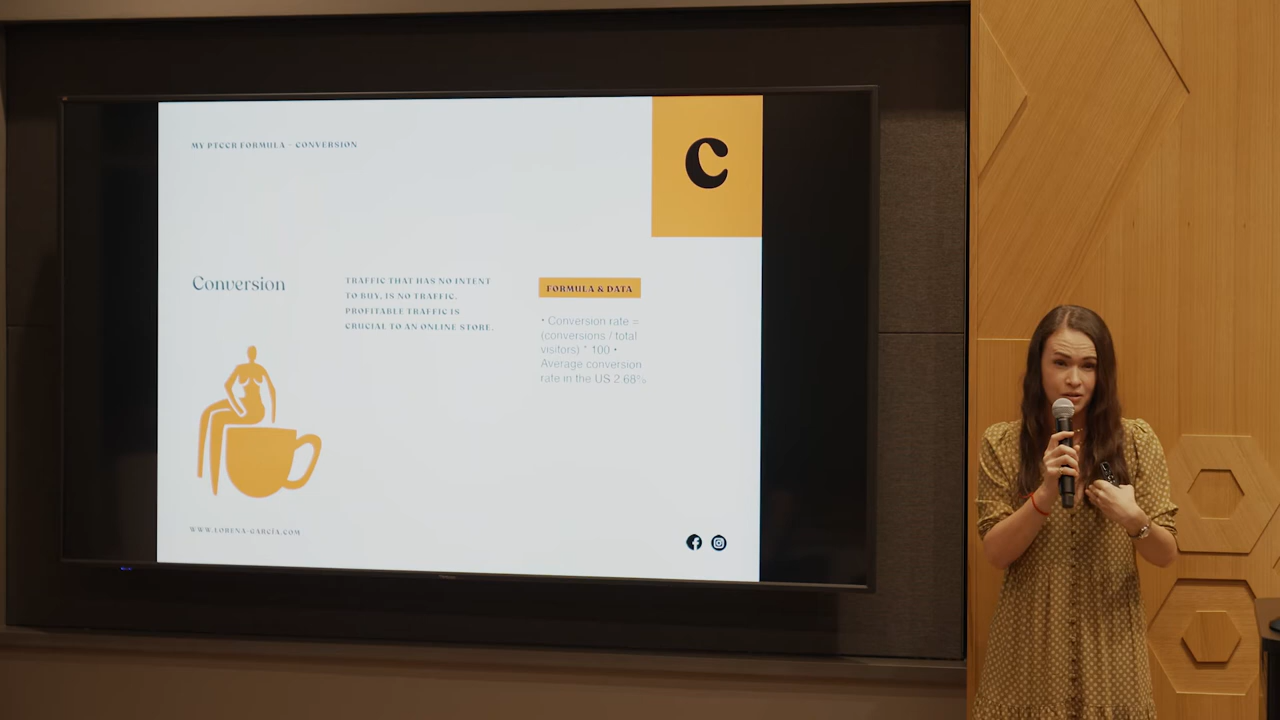 MY PTCCR FORMULA - CONVERSION
C
Conversion
TRAFFIC THAT HAS NO INTENT
TO BUY, IS NO TRAFFIC.
PROFITABLE TRAFFIC IS
CRUCIAL TO AN ONLINE STORE.
FORMULA & DATA
• Conversion rate =
(conversions / total
visitors) * 100 •
Average conversion
rate in the US 2.68%
WWW.LORENA-GARCÍA.COM